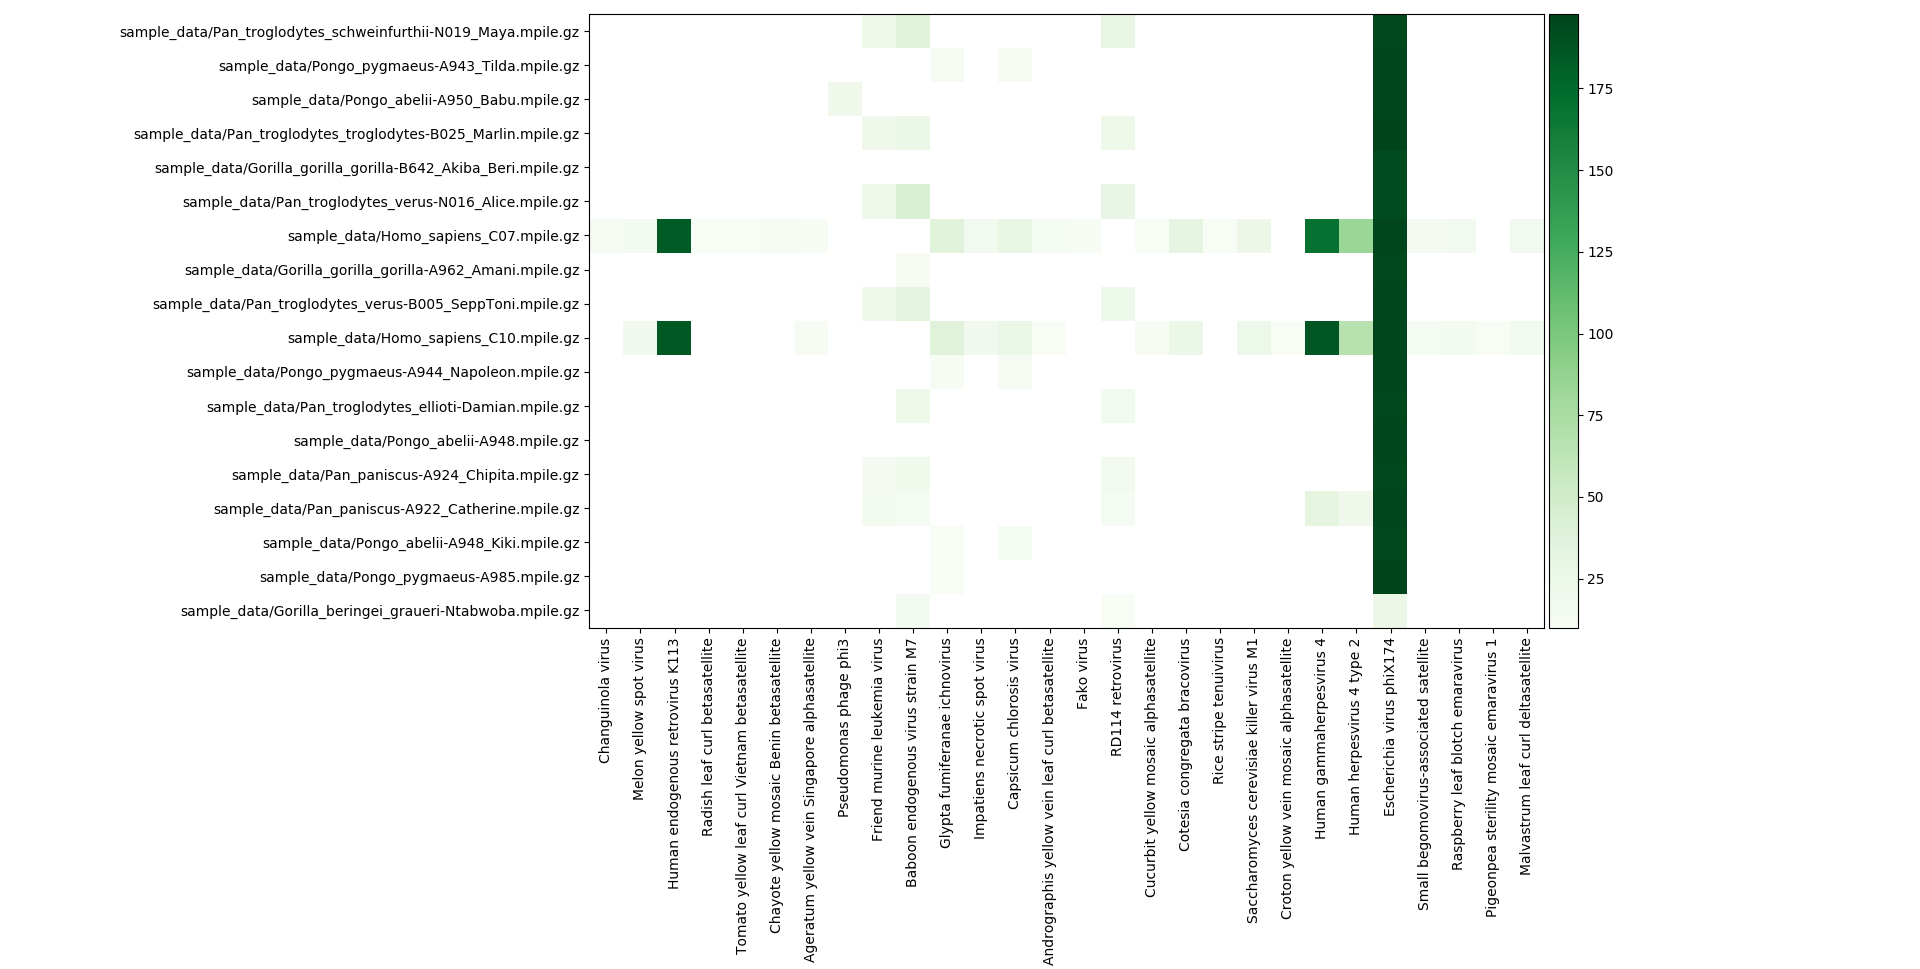 sample_data/Pan_troglodytes_schweinfurthii-N019_Maya.mpile.gz
sample_data/Pongo_pygmaeus-A943_Tilda.mpile.gz
sample_data/Pongo_abelii-A950_Babu.mpile.gz
sample_data/Pan_troglodytes_troglodytes-B025_Marlin.mpile.gz
sample_data/Gorilla_gorilla_gorilla-B642_Akiba_Beri.mpile.gz
sample_data/Pan_troglodytes_verus-N016_Alice.mpile.gz
sample_data/Homo_sapiens_C07.mpile.gz
sample_data/Gorilla_gorilla_gorilla-A962_Amani.mpile.gz
sample_data/Pan_troglodytes_verus-B005_SeppToni.mpile.gz
sample_data/Homo_sapiens_C10.mpile.gz
sample_data/Pongo_pygmaeus-A944_Napoleon.mpile.gz
sample_data/Pan_troglodytes_ellioti-Damian.mpile.gz
sample_data/Pongo_abelii-A948.mpile.gz
sample_data/Pan_paniscus-A924_Chipita.mpile.gz
sample_data/Pan_paniscus-A922_Catherine.mpile.gz
sample_data/Pongo_abelii-A948_Kiki.mpile.gz
sample_data/Pongo_pygmaeus-A985.mpile.gz
sample_data/Gorilla_beringei_graueri-Ntabwoba.mpile.gz
175
150
125
100
75
50
25
Changuinola virus
Melon yellow spot virus
Human endogenous retrovirus K113
Radish leaf curl betasatellite
Tomato yellow leaf curl Vietnam betasatellite
Chayote yellow mosaic Benin betasatellite
Ageratum yellow vein Singapore alphasatellite
Pseudomonas phage phi3
Friend murine leukemia virus
Baboon endogenous virus strain M7
Glypta fumiferanae ichnovirus
Impatiens necrotic spot virus
Capsicum chlorosis virus
Andrographis yellow vein leaf curl betasatellite
Fako virus
RD114 retrovirus
Cucurbit yellow mosaic alphasatellite
Cotesia congregata bracovirus
Rice stripe tenuivirus
Saccharomyces cerevisiae killer virus M1
Croton yellow vein mosaic alphasatellite
Human gammaherpesvirus 4
Human herpesvirus 4 type 2
Escherichia virus phiX174
Small begomovirus-associated satellite
Raspberry leaf blotch emaravirus
Pigeonpea sterility mosaic emaravirus 1
Malvastrum leaf curl deltasatellite